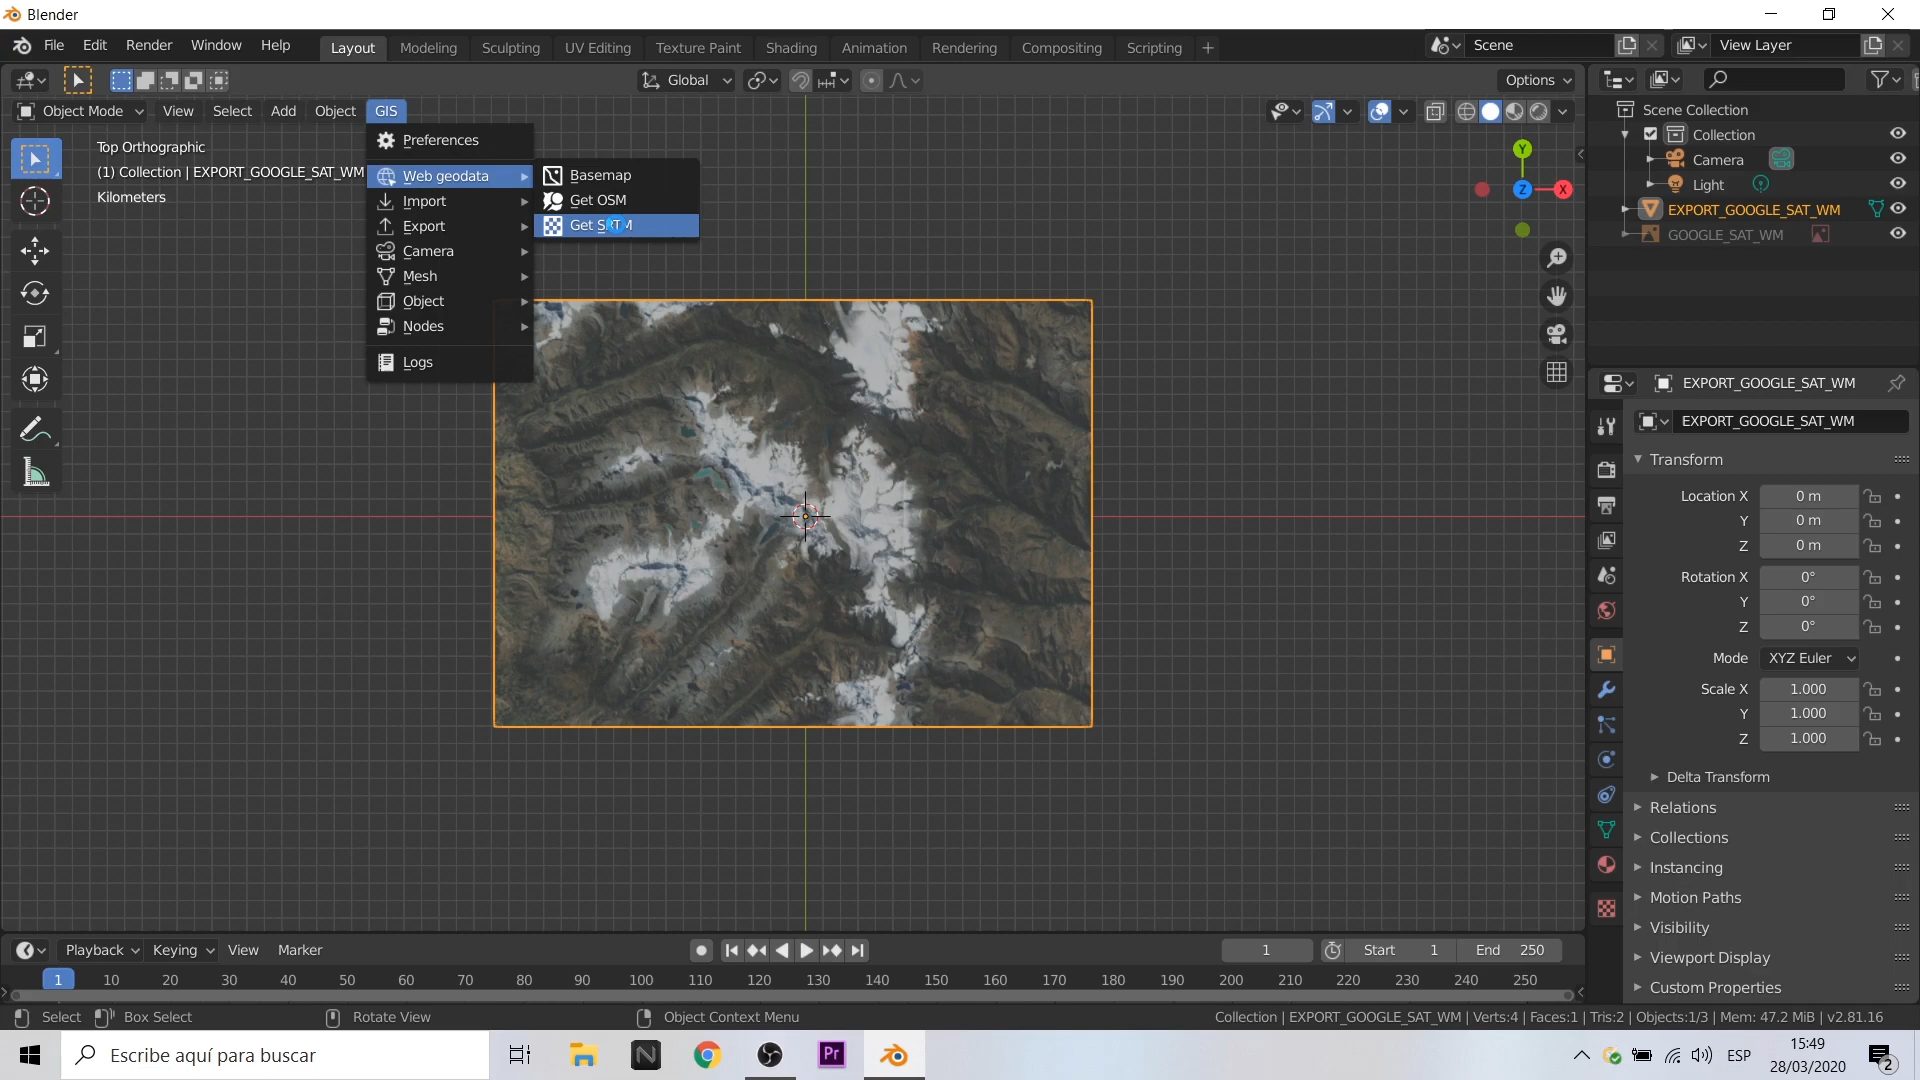 Blender
File Edit Render Window Help
Layout Modeling Sculpting UV Editing Texture Paint Shading Animation Rendering Compositing Scripting +
Scene
View Layer
Global
Options
Object Mode View Select Add Object GIS
Top Orthographic
(1) Collection | EXPORT_GOOGLE_SAT_WM
Kilometers
Preferences
Web geodata
Import
Export
Camera
Mesh
Object
Nodes
Logs
Basemap
Get OSM
Get SRTM
Y
Z
X
Scene Collection
Collection
Camera
Light
EXPORT_GOOGLE_SAT_WM
GOOGLE_SAT_WM
EXPORT_GOOGLE_SAT_WM
EXPORT_GOOGLE_SAT_WM
Transform
Location X 0 m
Y 0 m
Z 0 m
Rotation X 0°
Y 0°
Z 0°
Mode XYZ Euler
Scale X 1.000
Y 1.000
Z 1.000
Delta Transform
Relations
Collections
Instancing
Motion Paths
Visibility
Viewport Display
Custom Properties
Playback Keying View Marker
1 Start 1 End 250
1 10 20 30 40 50 60 70 80 90 100 110 120 130 140 150 160 170 180 190 200 210 220 230 240 250
Select Box Select Rotate View Object Context Menu
Collection | EXPORT_GOOGLE_SAT_WM | Verts:4 | Faces:1 | Tris:2 | Objects:1/3 | Mem: 47.2 MiB | v2.81.16
Escribe aquí para buscar
N
Pr
ESP
15:49
28/03/2020
2